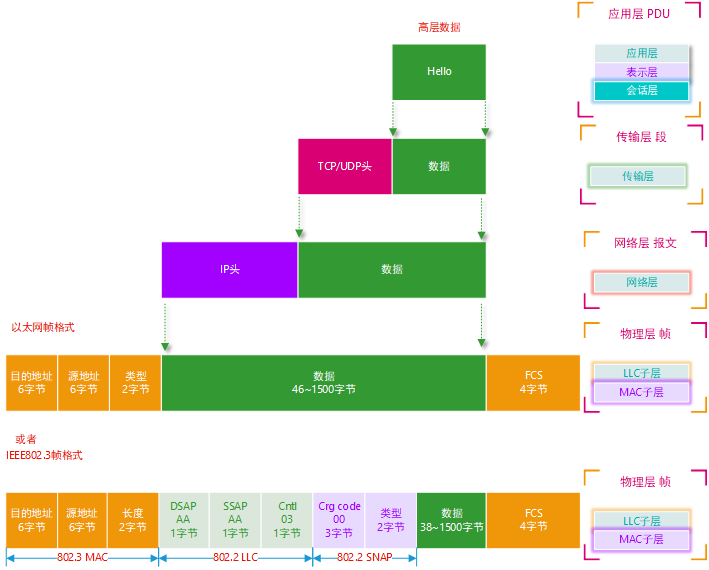 高层数据
Hello
TCP/UDP头
数据
IP头
数据
以太网帧格式
目的地址
6字节
源地址
6字节
类型
2字节
数据
46~1500字节
FCS
4字节
或者
IEEE802.3帧格式
目的地址
6字节
源地址
6字节
长度
2字节
DSAP
AA
1字节
SSAP
AA
1字节
Cntl
03
1字节
Crg code
00
3字节
类型
2字节
数据
38~1500字节
FCS
4字节
802.3 MAC
802.2 LLC
802.2 SNAP
应用层 PDU
应用层
表示层
会话层
传输层 段
传输层
网络层 报文
网络层
物理层 帧
LLC子层
MAC子层
物理层 帧
LLC子层
MAC子层